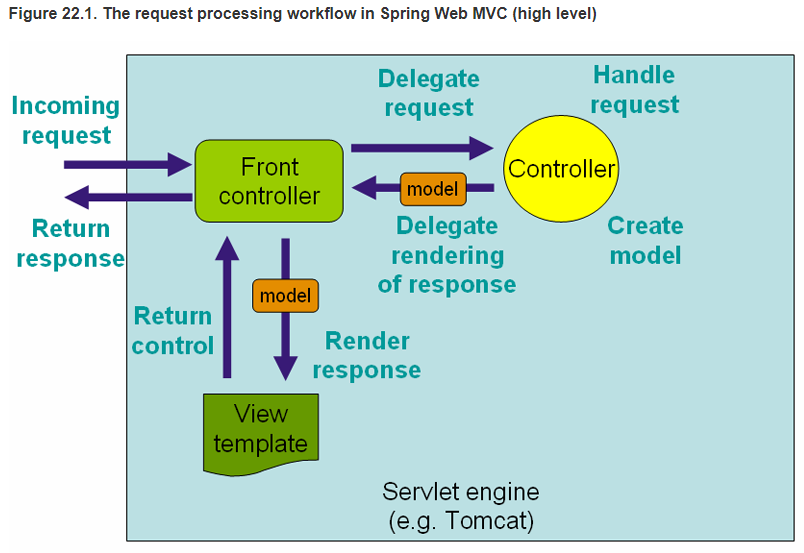 Figure 22.1. The request processing workflow in Spring Web MVC (high level)
Incoming
request
Delegate
request
Handle
request
Front
controller
Controller
model
Return
response
Delegate
rendering
of response
Create
model
model
Return
control
Render
response
View
template
Servlet engine
(e.g. Tomcat)